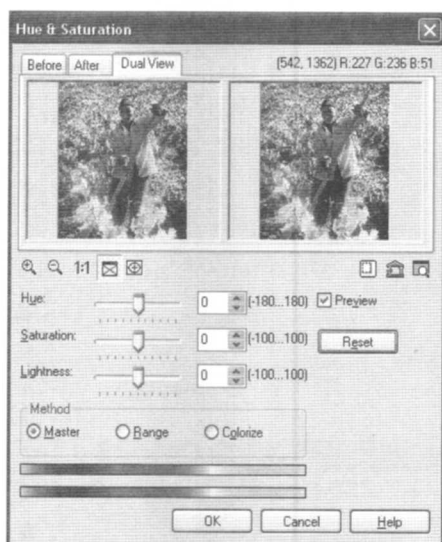 Hue & Saturation
Before After Dual View (542, 1362) R:227 G:236 B:51
1:1
Hue: 0 (-180...180) Preview
Saturation: 0 (-100...100) Reset
Lightness: 0 (-100...100)
Method
Master Range Colorize
OK Cancel Help